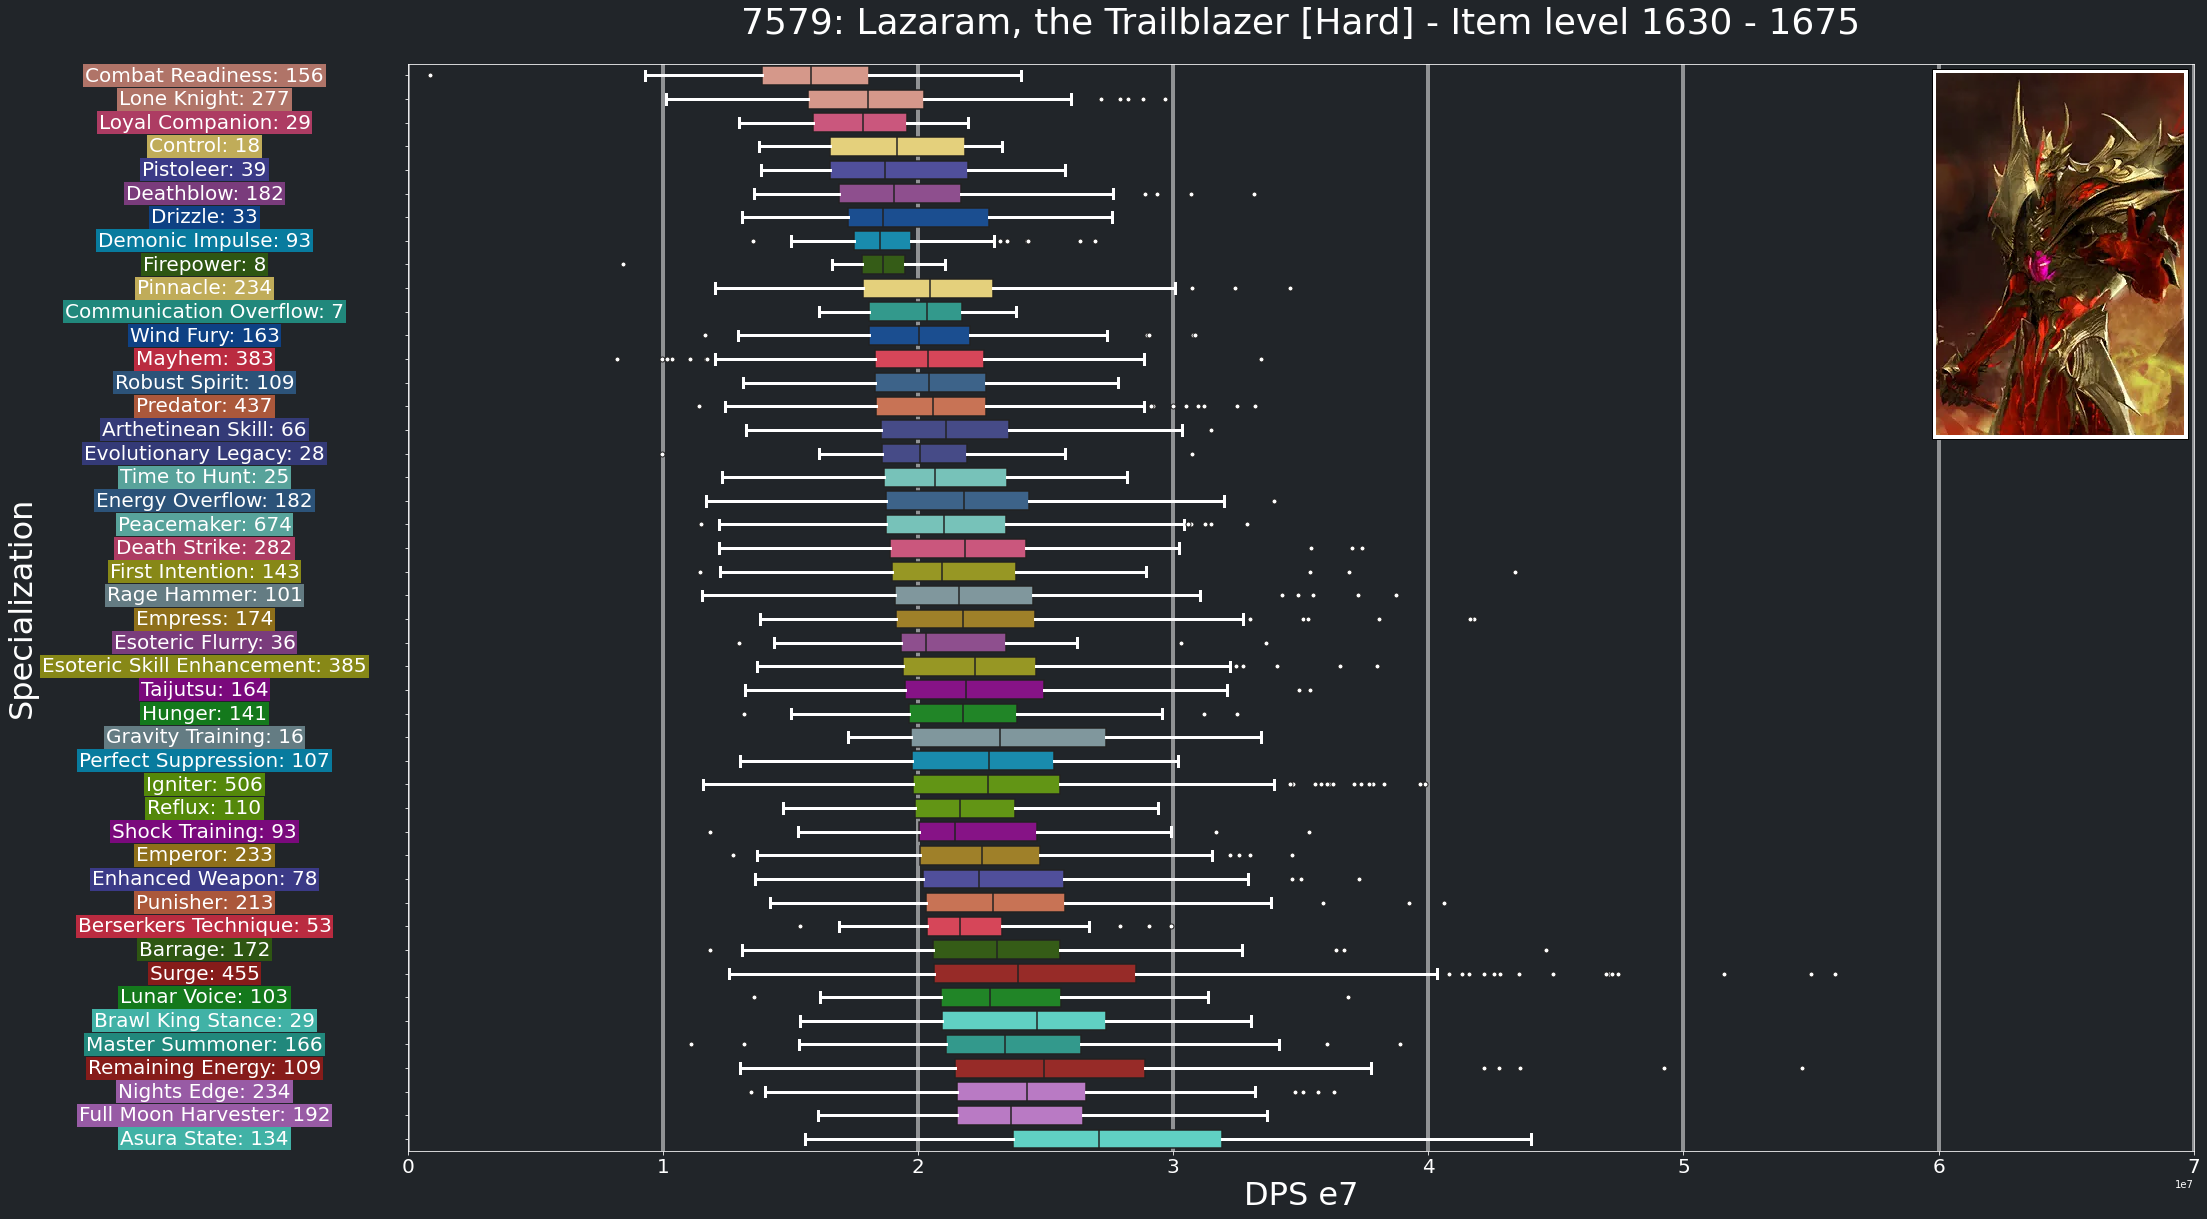 7579: Lazaram, the Trailblazer [Hard] - Item level 1630 - 1675
Specialization
Combat Readiness: 156
Lone Knight: 277
Loyal Companion: 29
Control: 18
Pistoleer: 39
Deathblow: 182
Drizzle: 33
Demonic Impulse: 93
Firepower: 8
Pinnacle: 234
Communication Overflow: 7
Wind Fury: 163
Mayhem: 383
Robust Spirit: 109
Predator: 437
Arthetinean Skill: 66
Evolutionary Legacy: 28
Time to Hunt: 25
Energy Overflow: 182
Peacemaker: 674
Death Strike: 282
First Intention: 143
Rage Hammer: 101
Empress: 174
Esoteric Flurry: 36
Esoteric Skill Enhancement: 385
Taijutsu: 164
Hunger: 141
Gravity Training: 16
Perfect Suppression: 107
Igniter: 506
Reflux: 110
Shock Training: 93
Emperor: 233
Enhanced Weapon: 78
Punisher: 213
Berserkers Technique: 53
Barrage: 172
Surge: 455
Lunar Voice: 103
Brawl King Stance: 29
Master Summoner: 166
Remaining Energy: 109
Nights Edge: 234
Full Moon Harvester: 192
Asura State: 134
0 1 2 3 4 5 6 7
1e7
DPS e7